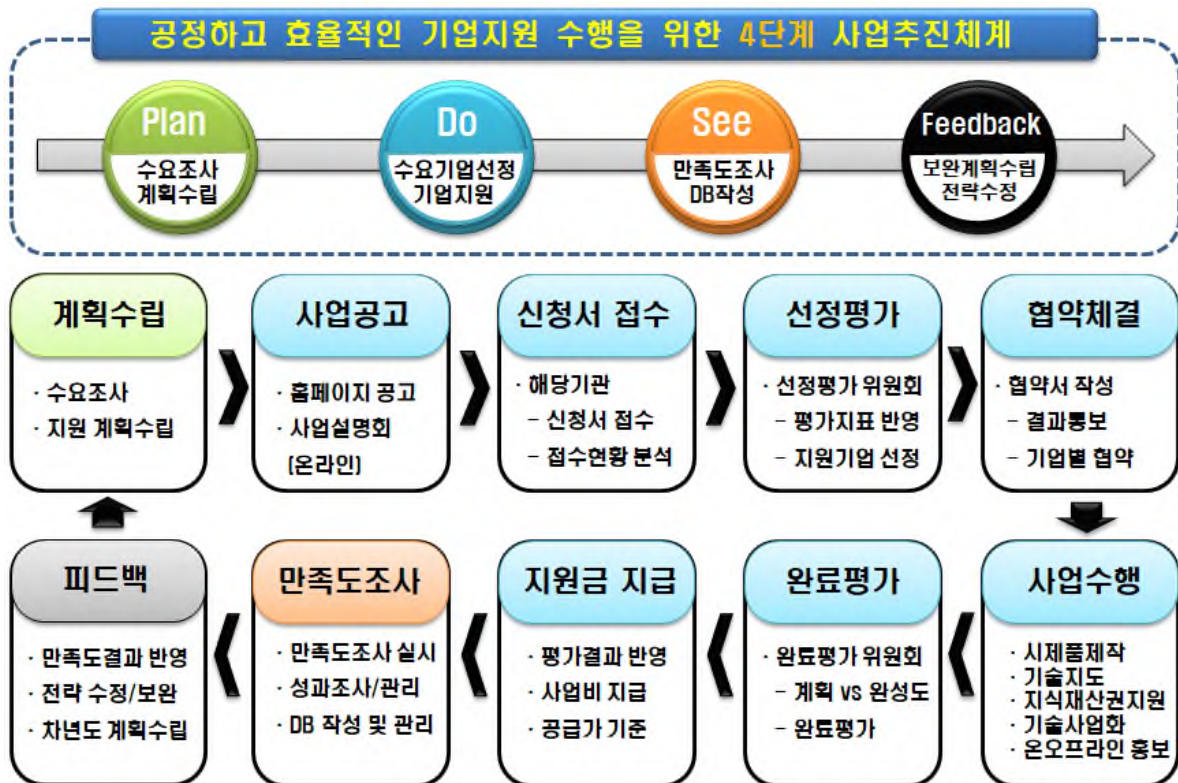 공정하고 효율적인 기업지원 수행을 위한 4단계 사업추진체계
Plan
수요조사
계획수립
Do
수요기업선정
기업지원
See
만족도조사
DB작성
Feedback
보완계획수립
전략수정
계획수립
· 수요조사
· 지원 계획수립
사업공고
· 홈페이지 공고
· 사업설명회
(온라인)
신청서 접수
· 해당기관
- 신청서 접수
- 접수현황 분석
선정평가
· 선정평가 위원회
- 평가지표 반영
- 지원기업 선정
협약체결
· 협약서 작성
- 결과통보
- 기업별 협약
사업수행
· 시제품제작
· 기술지도
· 지식재산권지원
· 기술사업화
· 온오프라인 홍보
완료평가
· 완료평가 위원회
- 계획 vs 완성도
- 완료평가
지원금 지급
· 평가결과 반영
· 사업비 지급
· 공급가 기준
만족도조사
· 만족도조사 실시
· 성과조사/관리
· DB 작성 및 관리
피드백
· 만족도결과 반영
· 전략 수정/보완
· 차년도 계획수립